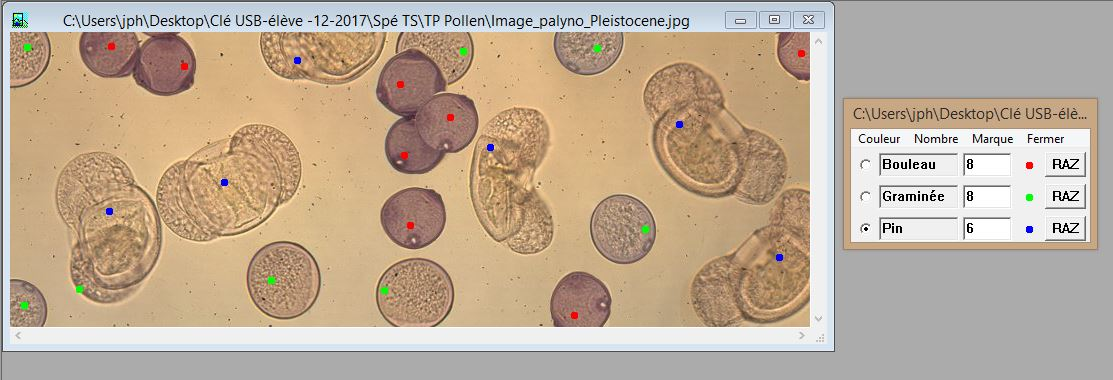 C:\Users\jph\Desktop\Clé USB-élève -12-2017\Spé TS\TP Pollen\Image_palyno_Pleistocene.jpg
C:\Users\jph\Desktop\Clé USB-élè...
Couleur Nombre Marque Fermer
Bouleau 8 RAZ
Graminée 8 RAZ
Pin 6 RAZ